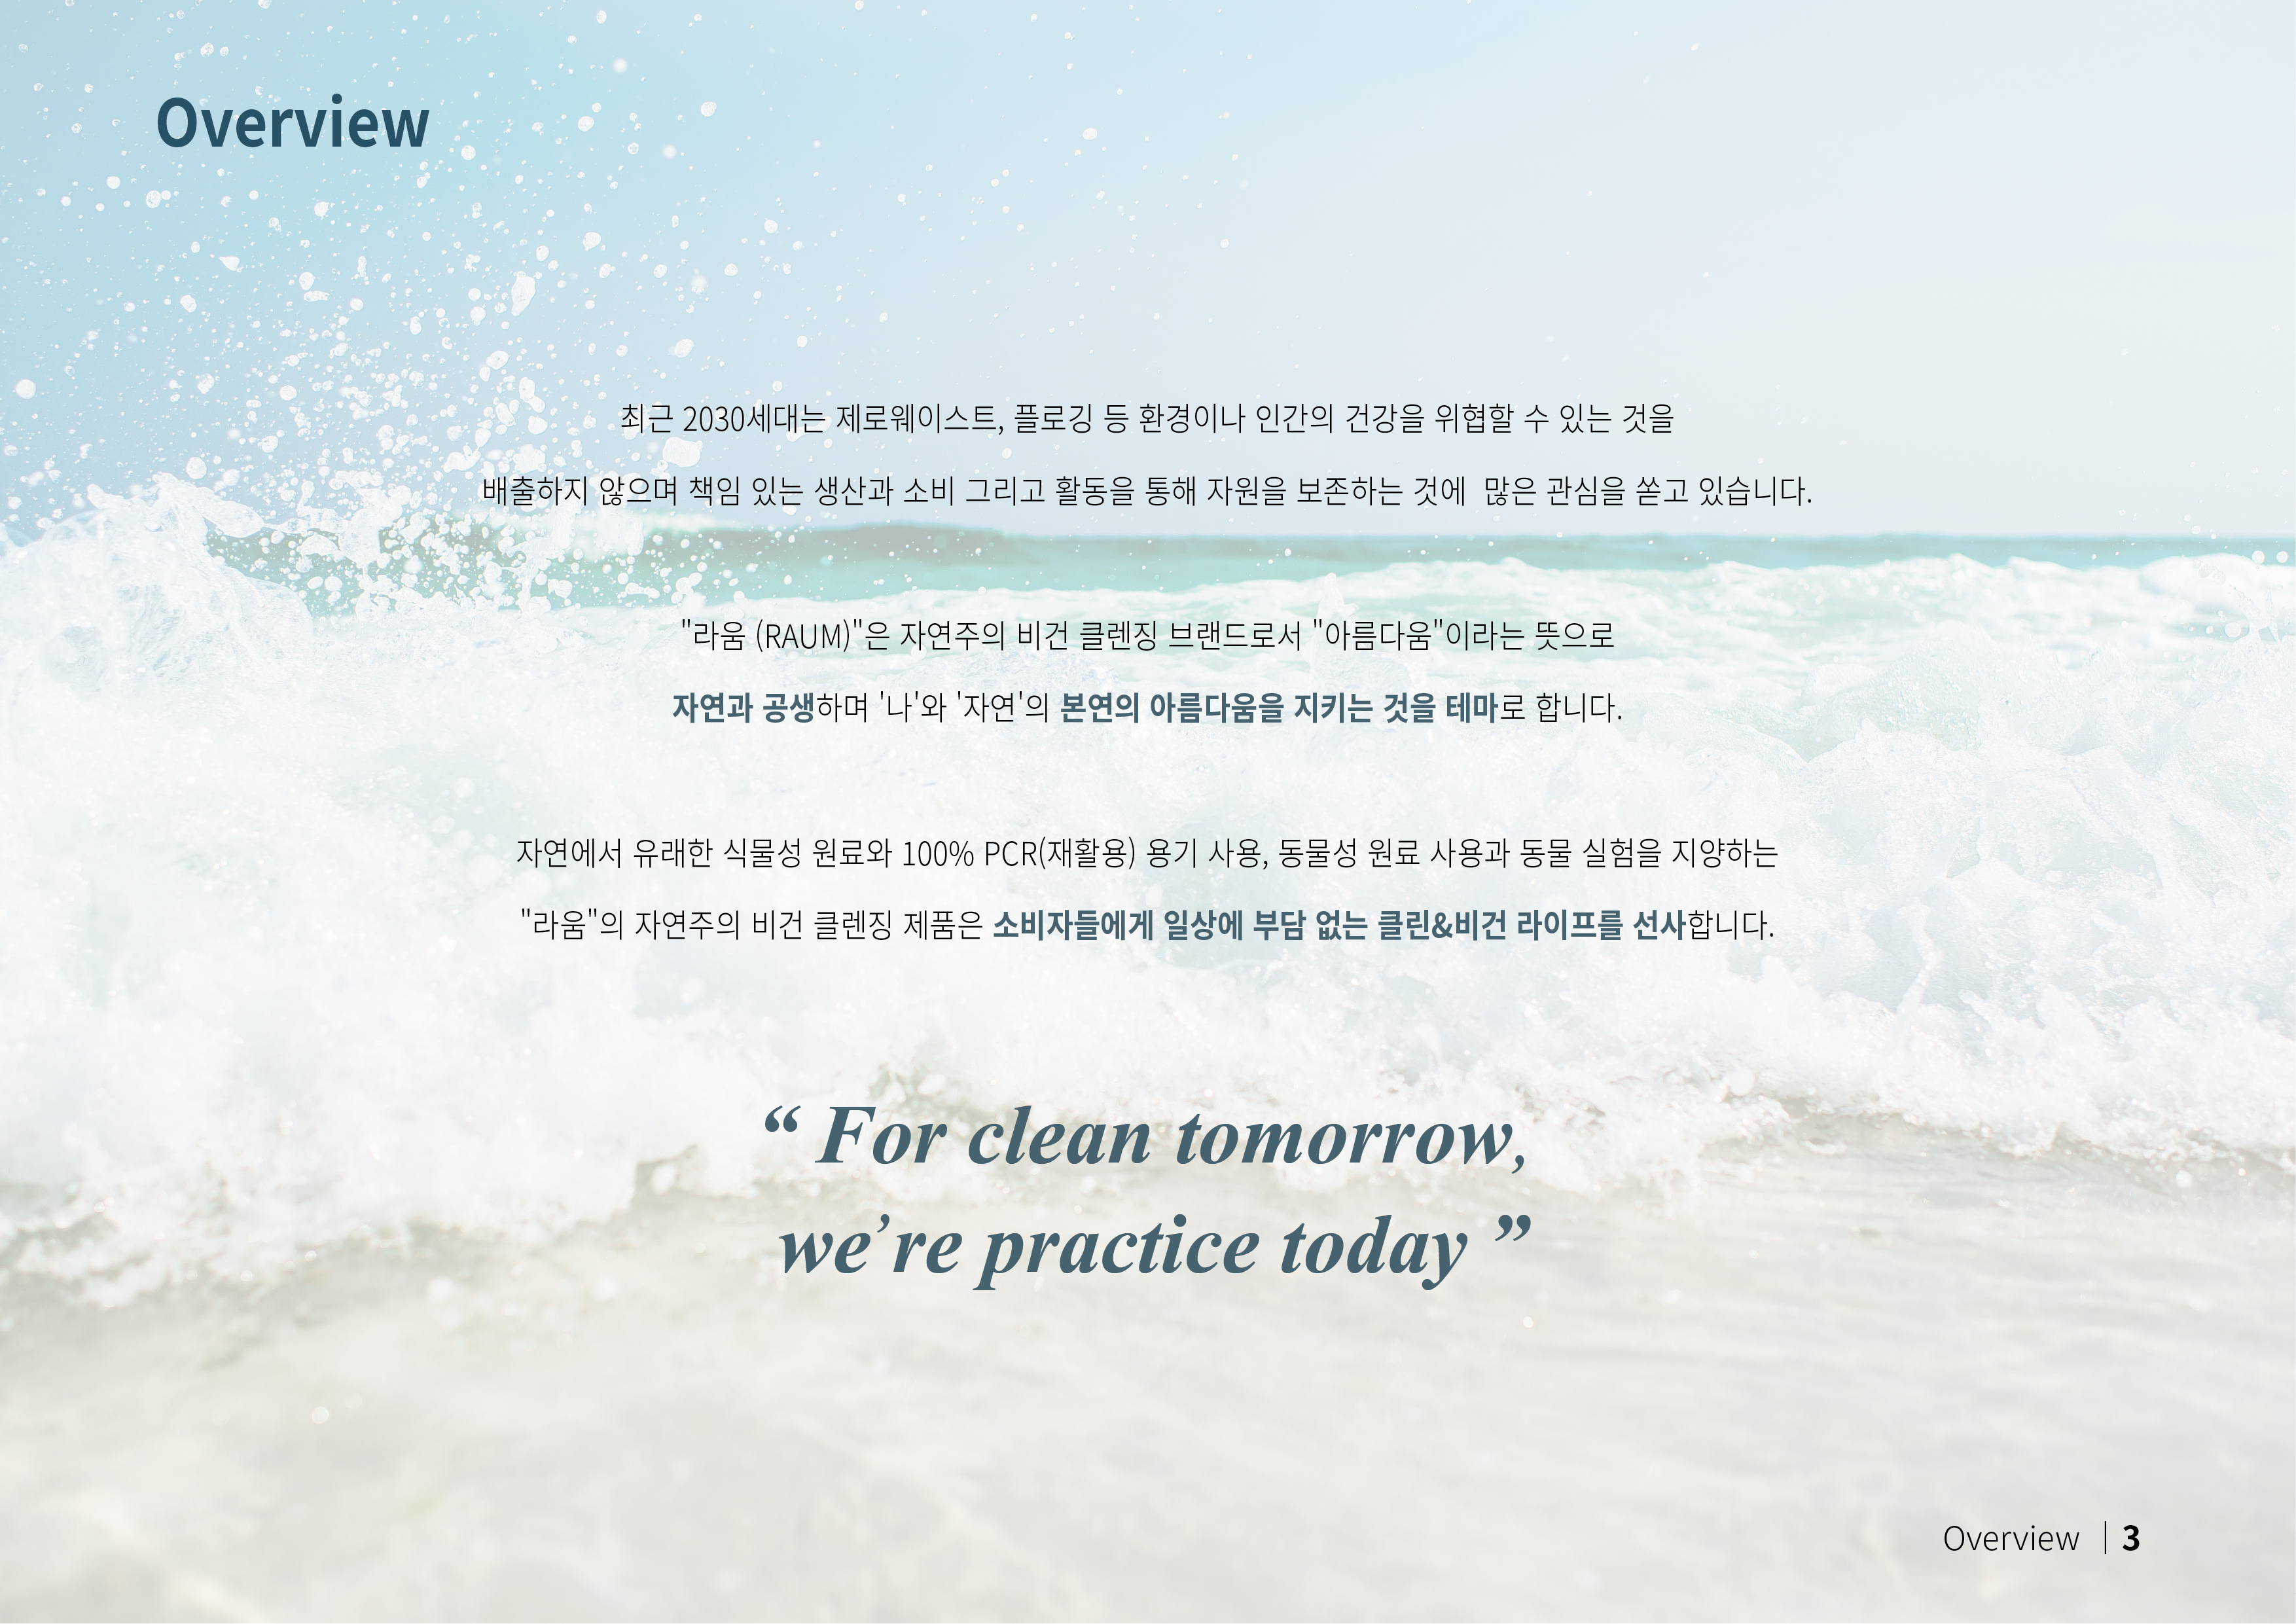 Overview
최근 2030세대는 제로웨이스트, 플로깅 등 환경이나 인간의 건강을 위협할 수 있는 것을
배출하지 않으며 책임 있는 생산과 소비 그리고 활동을 통해 자원을 보존하는 것에 많은 관심을 쏟고 있습니다.
"라움 (RAUM)"은 자연주의 비건 클렌징 브랜드로서 "아름다움"이라는 뜻으로
자연과 공생하며 '나'와 '자연'의 본연의 아름다움을 지키는 것을 테마로 합니다.
자연에서 유래한 식물성 원료와 100% PCR(재활용) 용기 사용, 동물성 원료 사용과 동물 실험을 지양하는
"라움"의 자연주의 비건 클렌징 제품은 소비자들에게 일상에 부담 없는 클린&비건 라이프를 선사합니다.
“ For clean tomorrow,
we’re practice today ”
Overview | 3